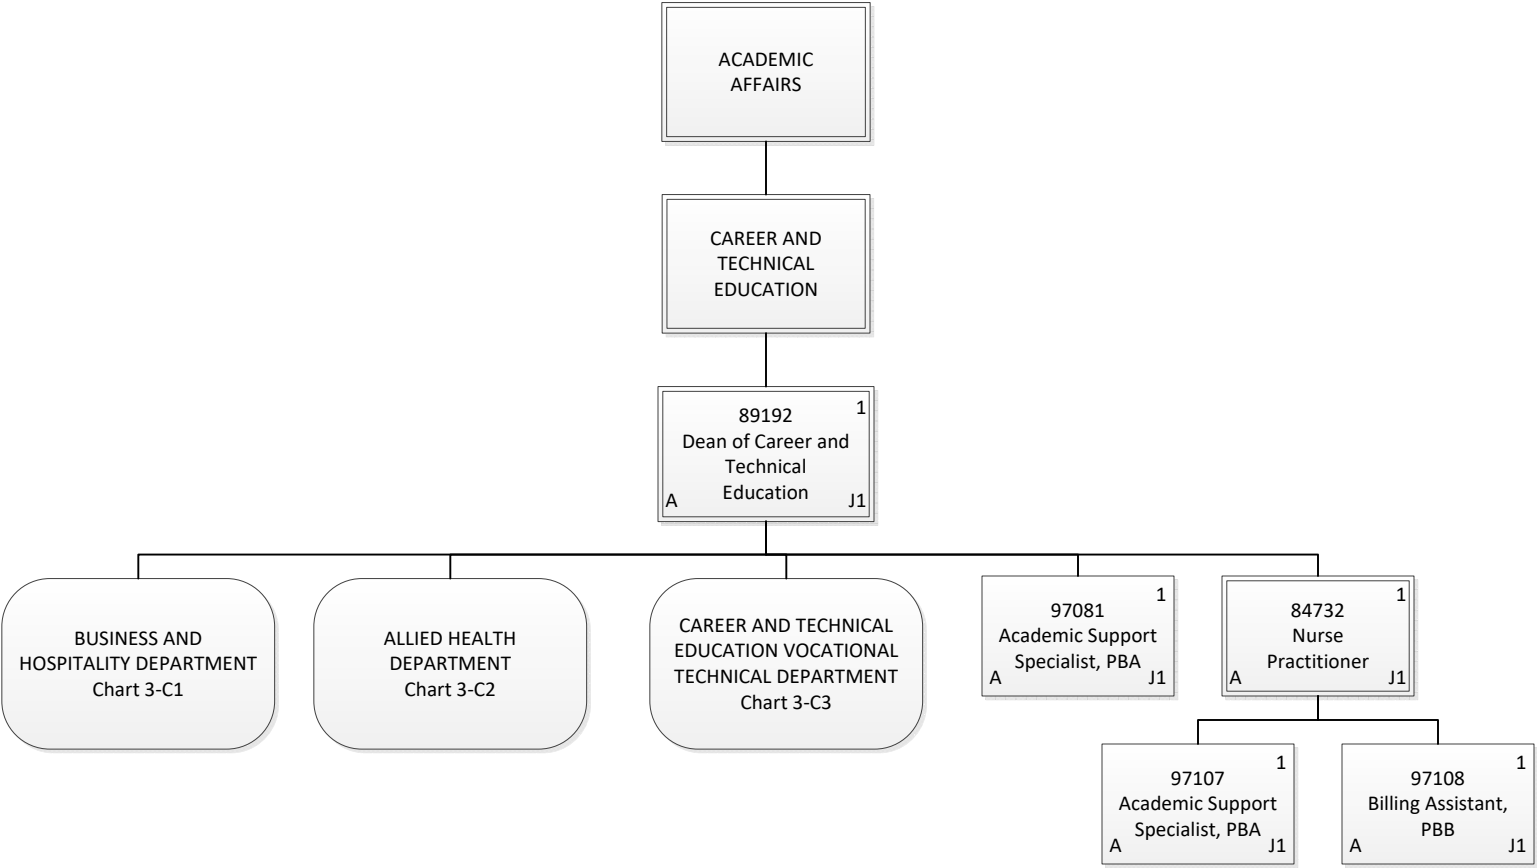 ACADEMIC
AFFAIRS
CAREER AND
TECHNICAL
EDUCATION
1
89192
Dean of Career and
Technical
Education
A
J1
BUSINESS AND
HOSPITALITY DEPARTMENT
Chart 3-C1
ALLIED HEALTH
DEPARTMENT
Chart 3-C2
CAREER AND TECHNICAL
EDUCATION VOCATIONAL
TECHNICAL DEPARTMENT
Chart 3-C3
1
97081
Academic Support
Specialist, PBA
A
J1
1
84732
Nurse
Practitioner
A
J1
1
97107
Academic Support
Specialist, PBA
A
J1
1
97108
Billing Assistant,
PBB
A
J1